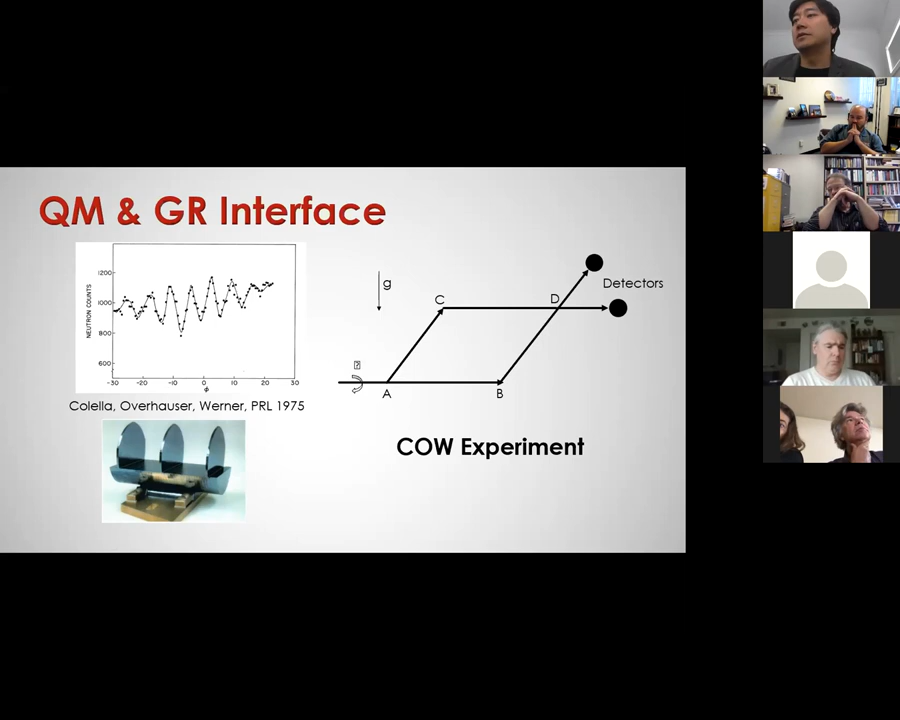 QM & GR Interface
1200
1000
800
600
NEUTRON COUNTS
-30 -20 -10 0 10 20 30
Φ
Colella, Overhauser, Werner, PRL 1975
g
C
D
Detectors
A
B
COW Experiment